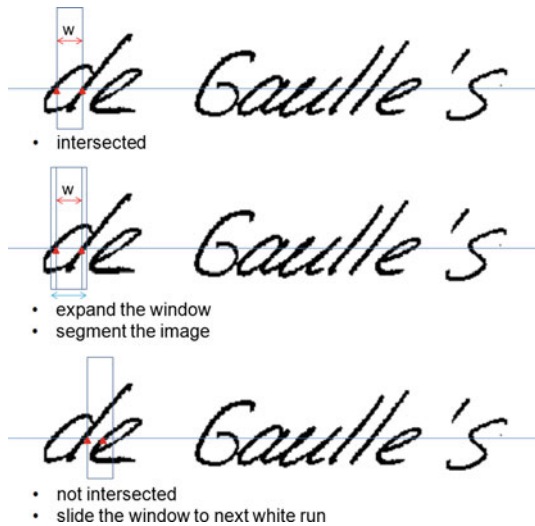 w
de Gaulle's
• intersected
w
de Gaulle's
• expand the window
• segment the image
de Gaulle's
• not intersected
• slide the window to next white run